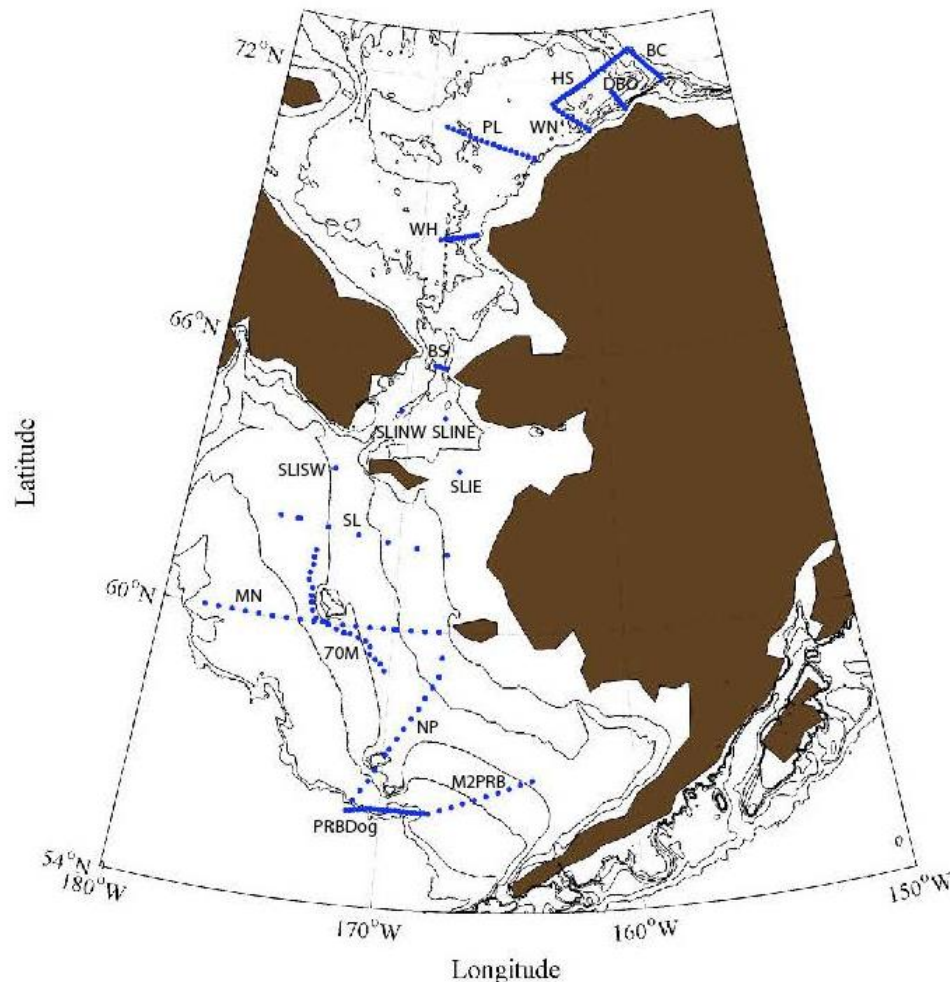 72°N
BC
HS
DBO
PL
WN
WH
66°N
BS
SLINW
SLINE
SLISW
SLIE
SL
60°N
MN
70M
NP
M2PRB
PRBDog
0
54°N
180°W
170°W
160°W
150°W
Latitude
Longitude